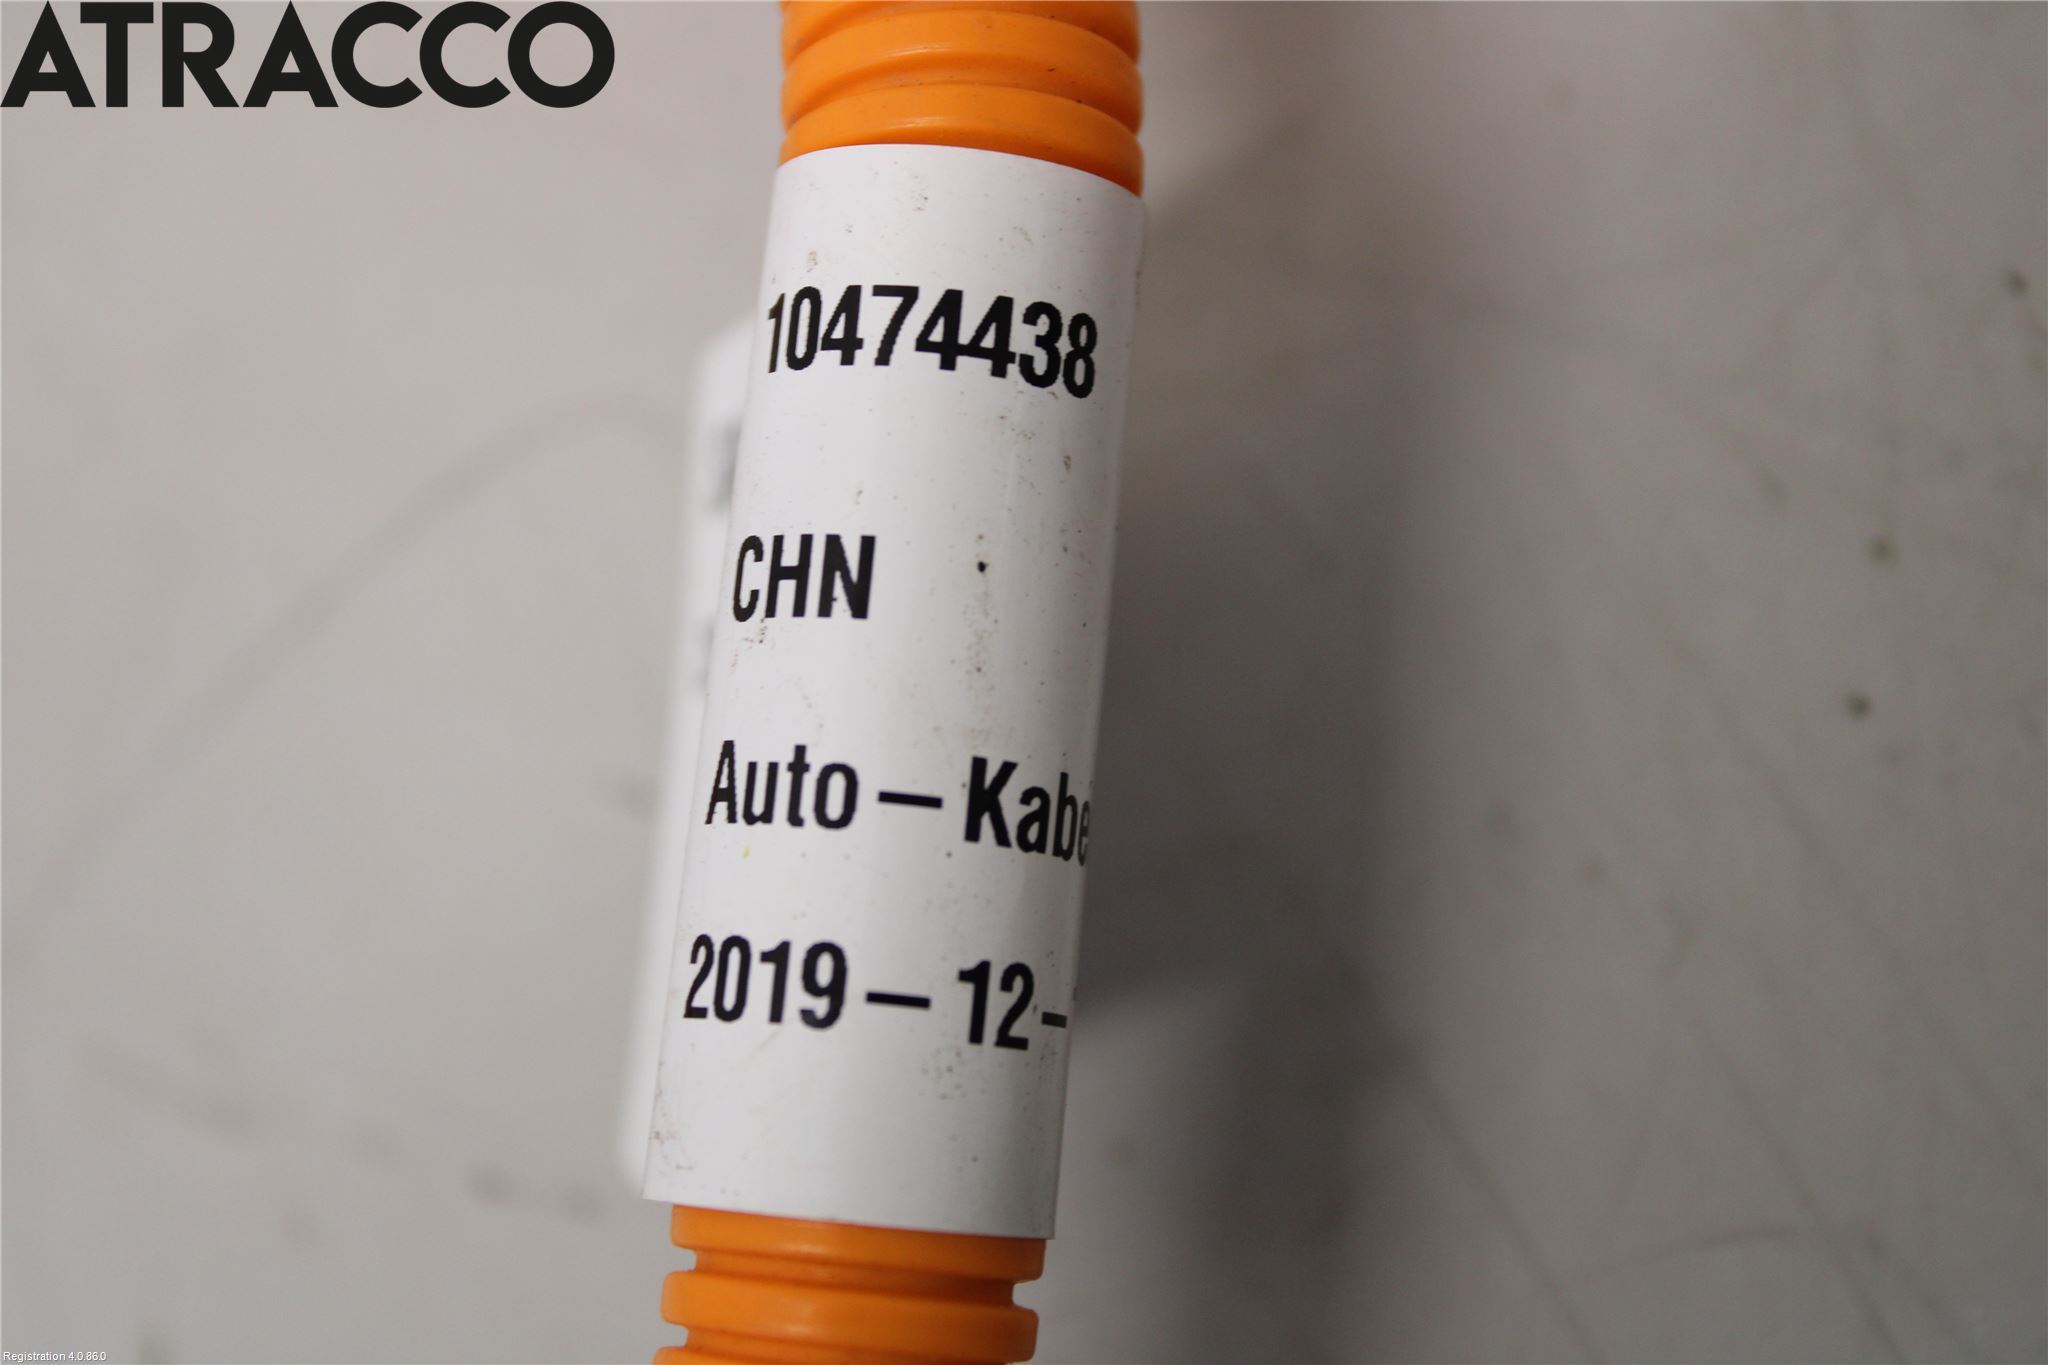 ATRACCO
10474438
CHN
Auto-Kabe
2019-12-
Registration 4.0.86.0